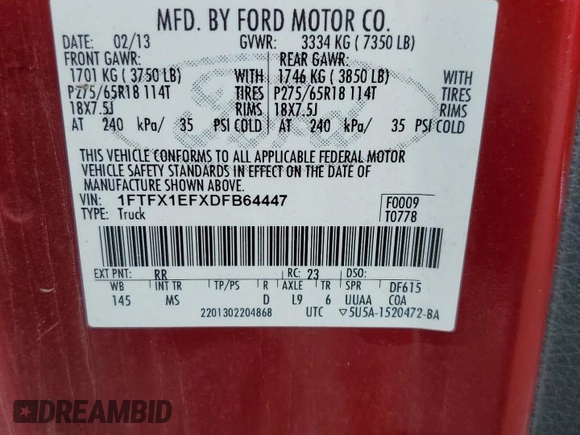 MFD. BY FORD MOTOR CO.
DATE: 02/13 GVWR: 3334 KG ( 7350 LB)
FRONT GAWR: REAR GAWR:
1701 KG ( 3750 LB) WITH 1746 KG ( 3850 LB) WITH
P275/65R18 114T TIRES P275/65R18 114T TIRES
18X7.5J RIMS 18X7.5J RIMS
AT 240 kPa/ 35 PSI COLD AT 240 kPa/ 35 PSI COLD
THIS VEHICLE CONFORMS TO ALL APPLICABLE FEDERAL MOTOR
VEHICLE SAFETY STANDARDS IN EFFECT ON THE DATE OF
MANUFACTURE SHOWN ABOVE.
VIN: 1FTFX1EFXDFB64447 F0009
TYPE: Truck T0778
EXT PNT: RR RC: 23 DSO:
WB INT TR TP/PS R AXLE TR SPR DF615
145 MS D L9 6 UUAA COA
2201302204868 UTC ▽5U5A-1520472-BA
DREAMBID